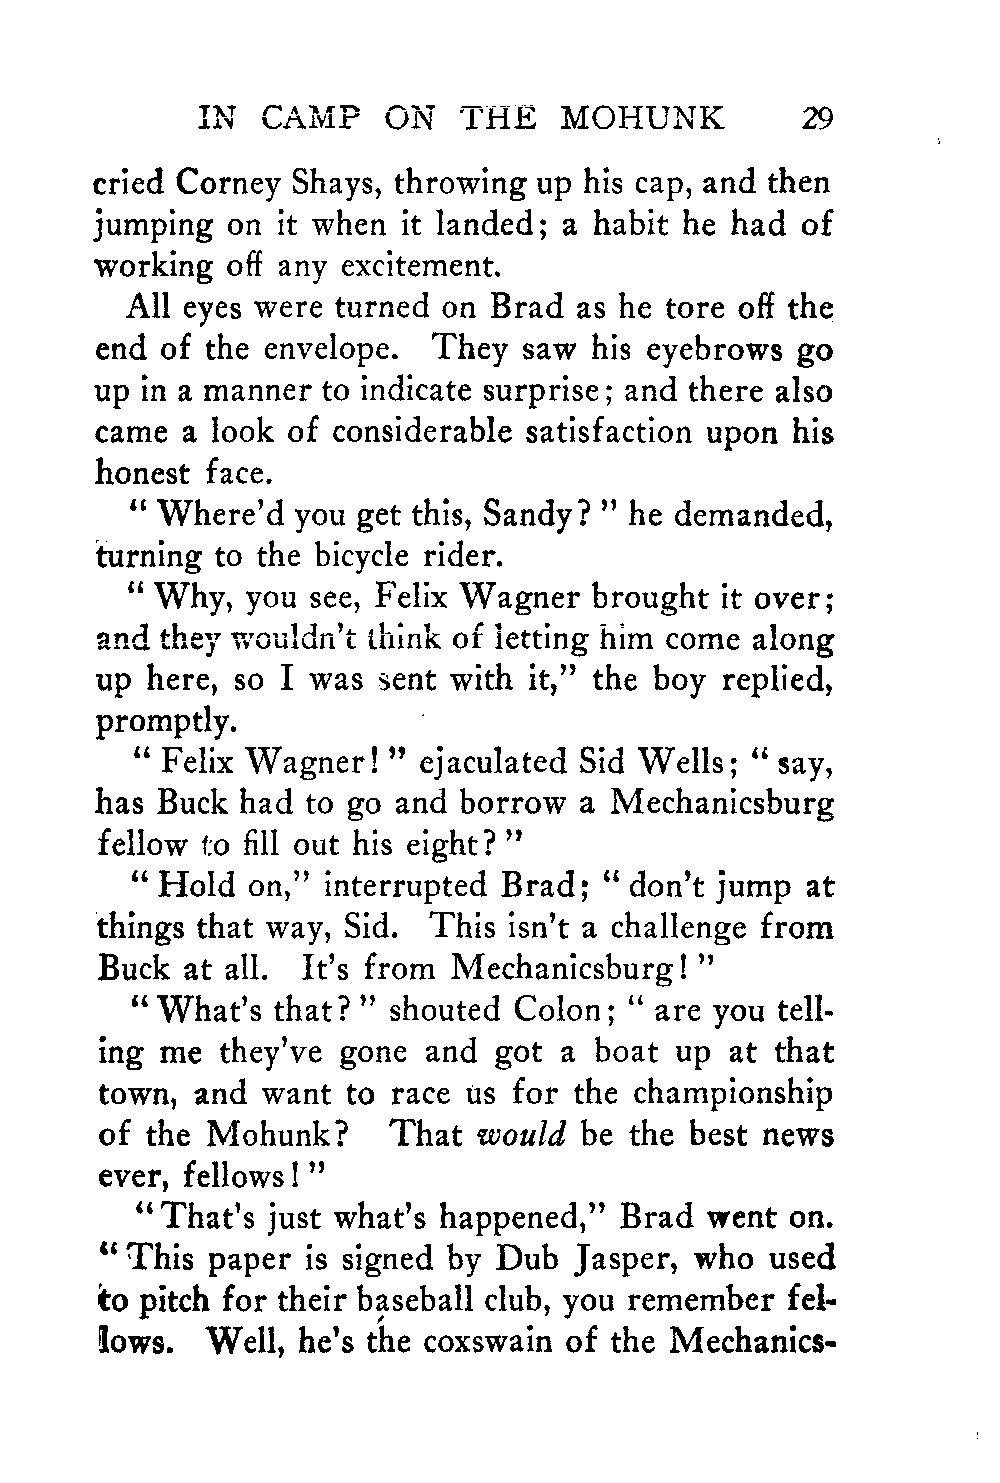 IN CAMP ON THE MOHUNK 29
cried Corney Shays, throwing up his cap, and then
jumping on it when it landed; a habit he had of
working off any excitement.
All eyes were turned on Brad as he tore off the
end of the envelope. They saw his eyebrows go
up in a manner to indicate surprise; and there also
came a look of considerable satisfaction upon his
honest face.
" Where'd you get this, Sandy? " he demanded,
turning to the bicycle rider.
" Why, you see, Felix Wagner brought it over;
and they wouldn't think of letting him come along
up here, so I was sent with it," the boy replied,
promptly.
" Felix Wagner! " ejaculated Sid Wells; " say,
has Buck had to go and borrow a Mechanicsburg
fellow to fill out his eight? "
" Hold on," interrupted Brad; " don't jump at
things that way, Sid. This isn't a challenge from
Buck at all. It's from Mechanicsburg! "
" What's that? " shouted Colon; " are you tell-
ing me they've gone and got a boat up at that
town, and want to race us for the championship
of the Mohunk? That would be the best news
ever, fellows! "
" That's just what's happened," Brad went on.
" This paper is signed by Dub Jasper, who used
to pitch for their baseball club, you remember fel-
lows. Well, he's the coxswain of the Mechanics-